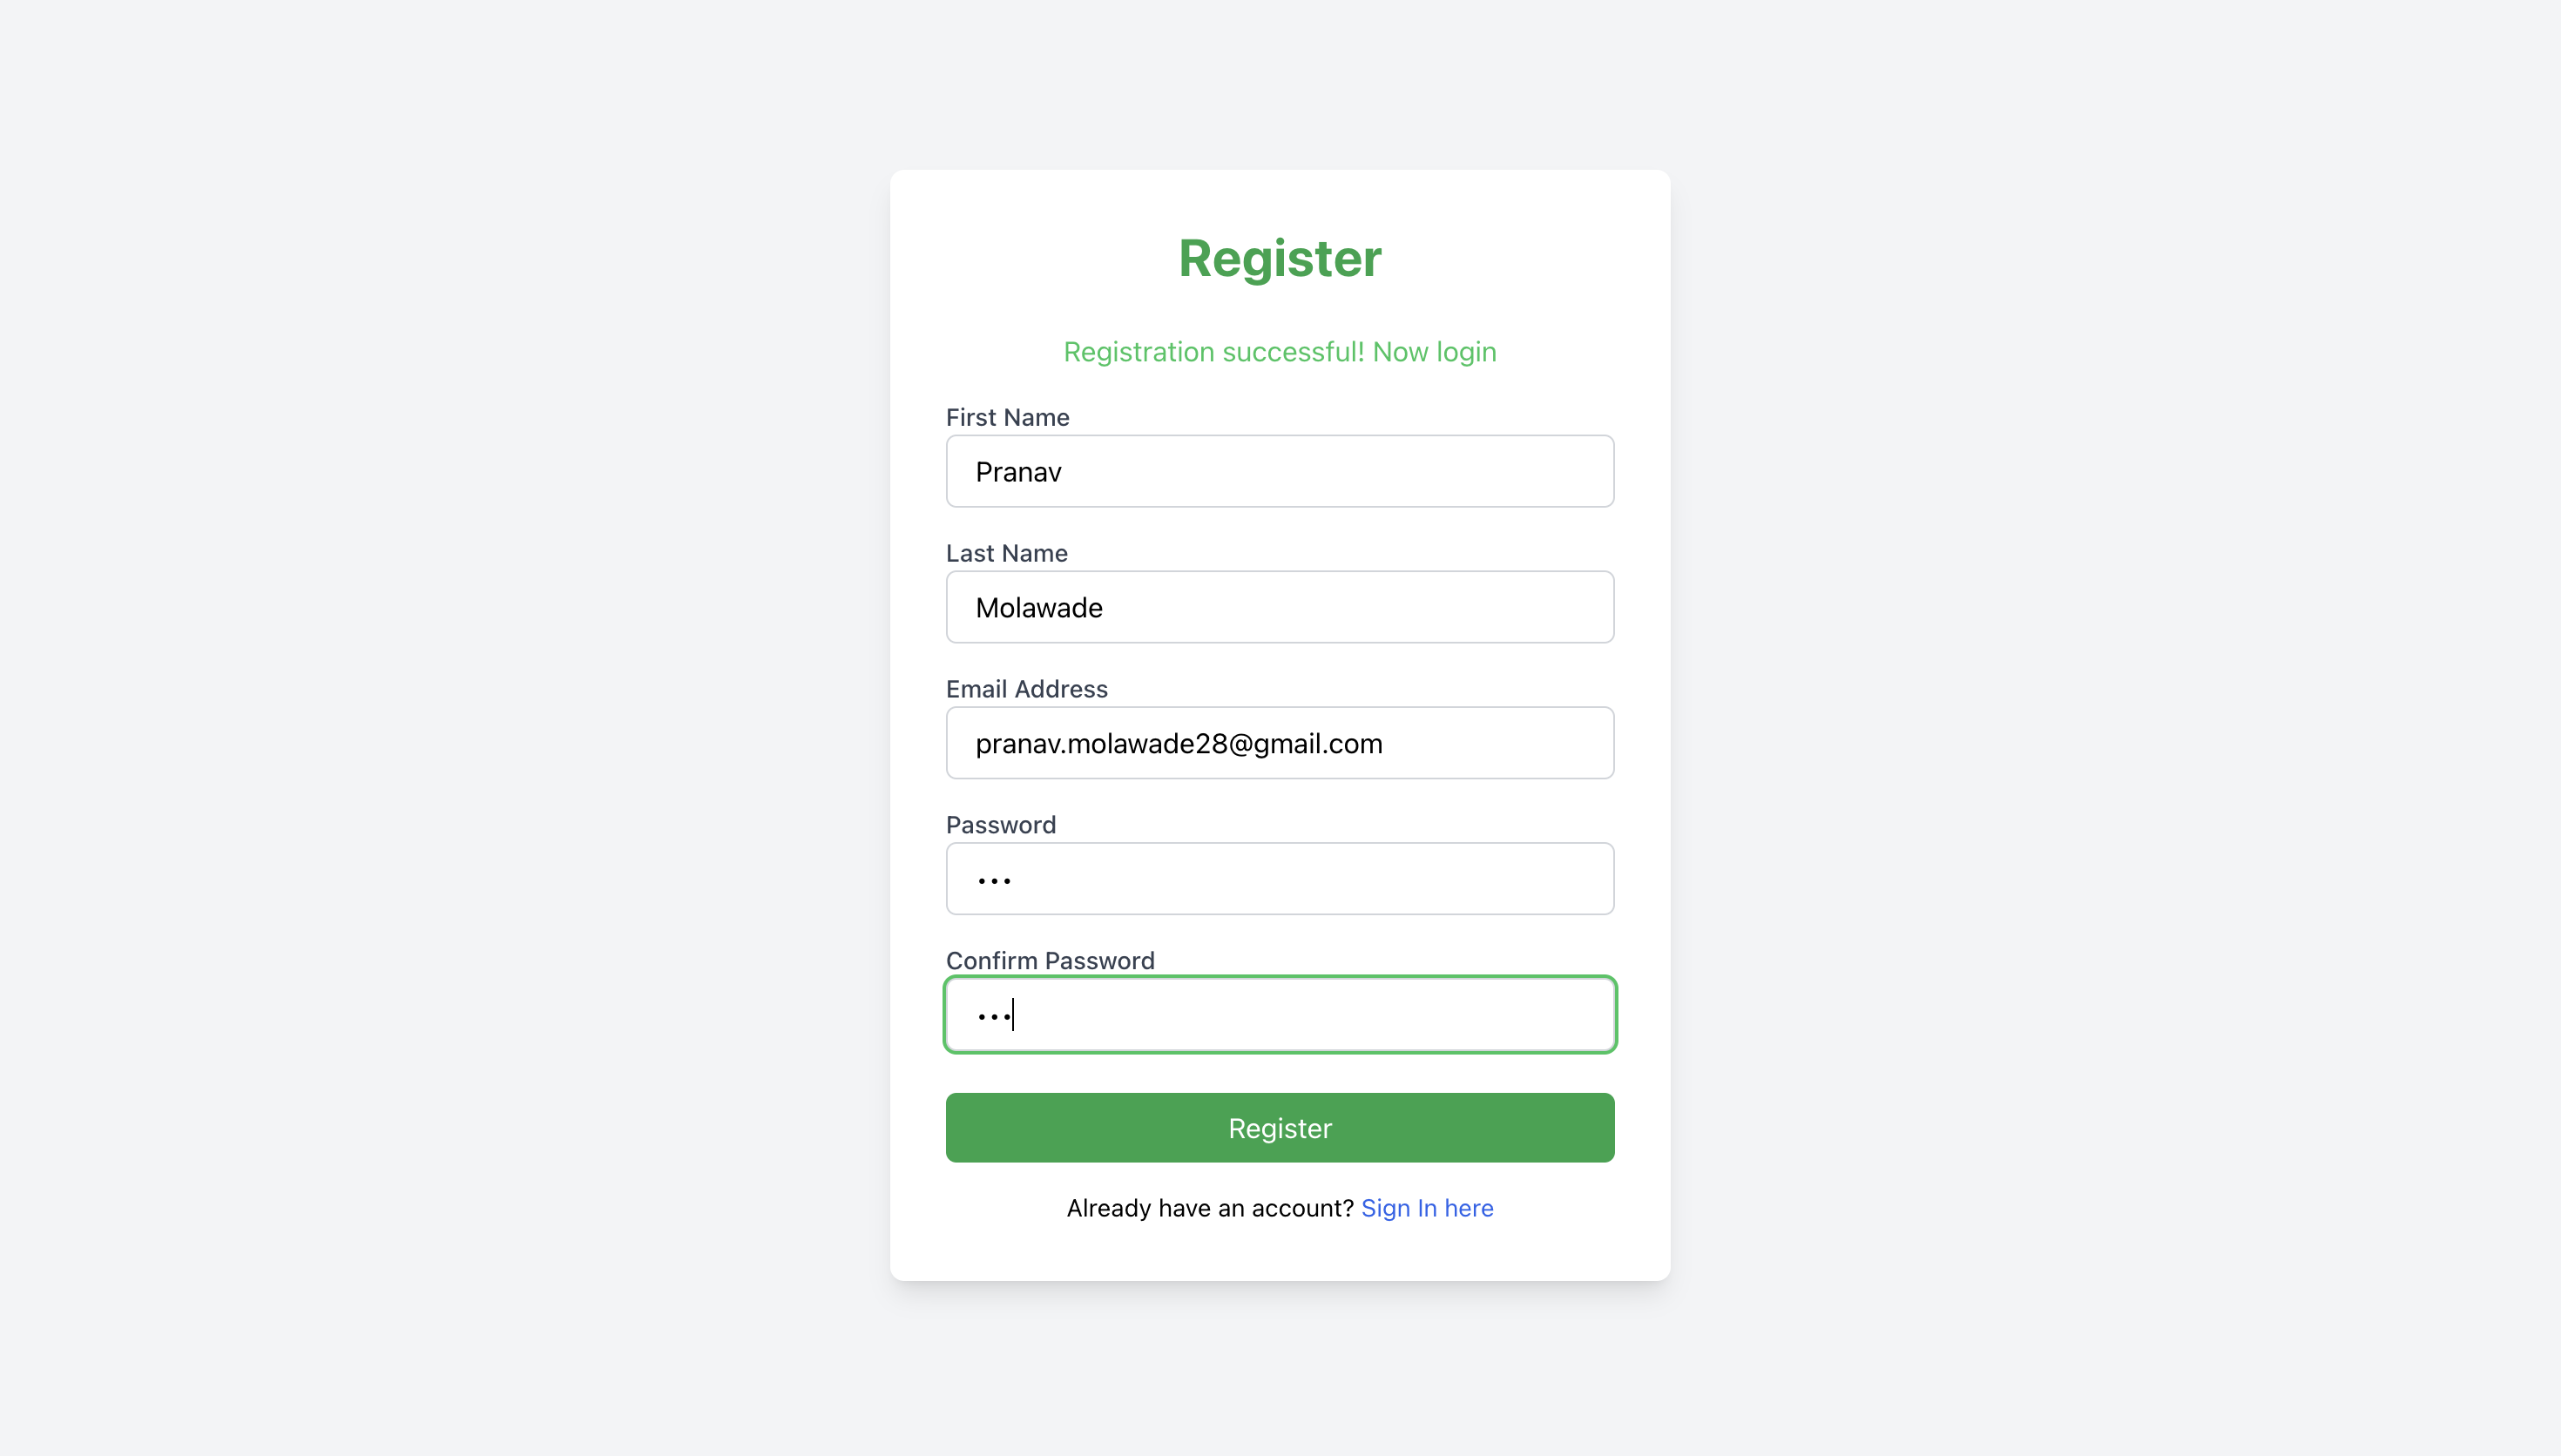 Register
Registration successful! Now login
First Name
Pranav
Last Name
Molawade
Email Address
pranav.molawade28@gmail.com
Password
•••
Confirm Password
•••
Register
Already have an account? Sign In here